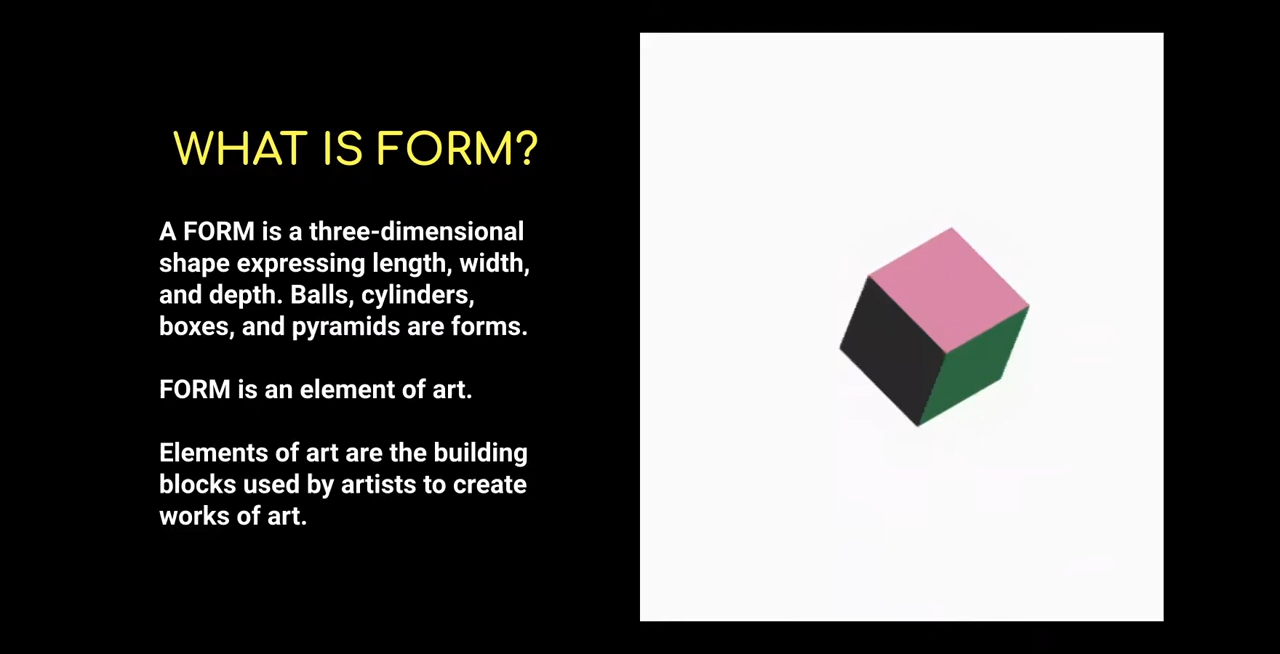 WHAT IS FORM?
A FORM is a three-dimensional
shape expressing length, width,
and depth. Balls, cylinders,
boxes, and pyramids are forms.
FORM is an element of art.
Elements of art are the building
blocks used by artists to create
works of art.